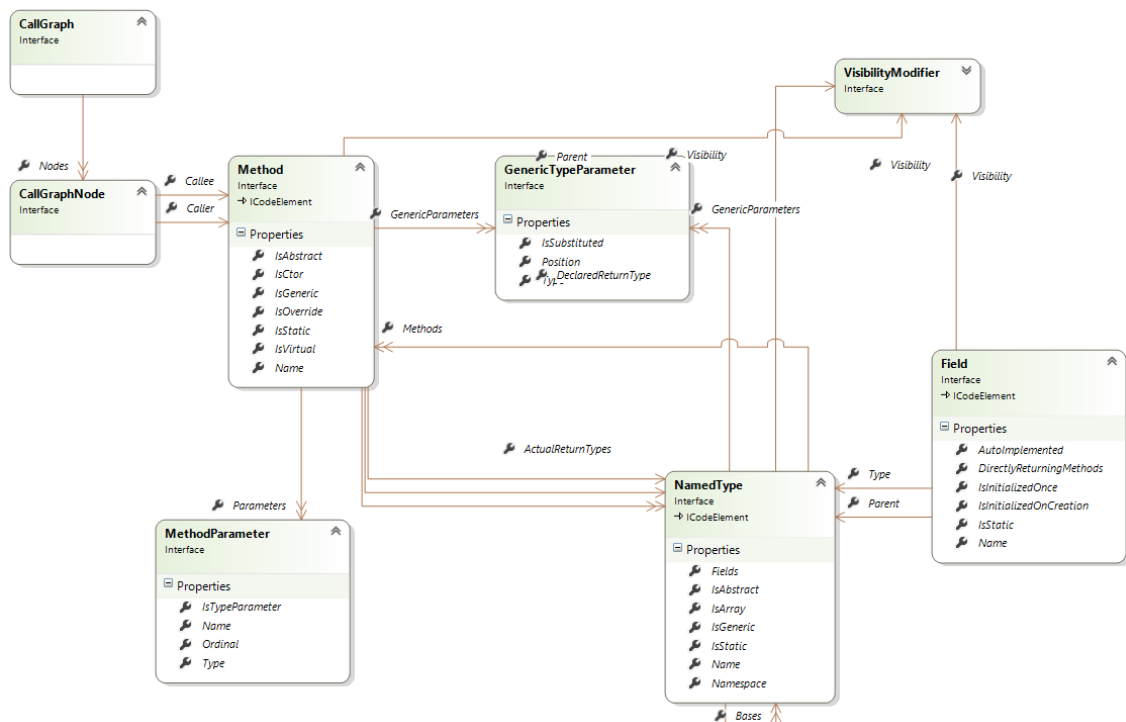 CallGraph
Interface
Nodes
CallGraphNode
Interface
Callee
Caller
Method
Interface
ICodeElement
Properties
IsAbstract
IsCtor
IsGeneric
IsOverride
IsStatic
IsVirtual
Name
GenericParameters
Parent
Visibility
GenericTypeParameter
Interface
Properties
IsSubstituted
Position
DeclaredReturnType
GenericParameters
VisibilityModifier
Interface
Visibility
Visibility
Methods
ActualReturnTypes
Parameters
MethodParameter
Interface
Properties
IsTypeParameter
Name
Ordinal
Type
NamedType
Interface
ICodeElement
Properties
Fields
IsAbstract
IsArray
IsGeneric
IsStatic
Name
Namespace
Bases
Type
Parent
Field
Interface
ICodeElement
Properties
AutoImplemented
DirectlyReturningMethods
IsInitializedOnce
IsInitializedOnCreation
IsStatic
Name